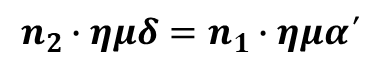 n₂ · ημδ = n₁ · ημα′